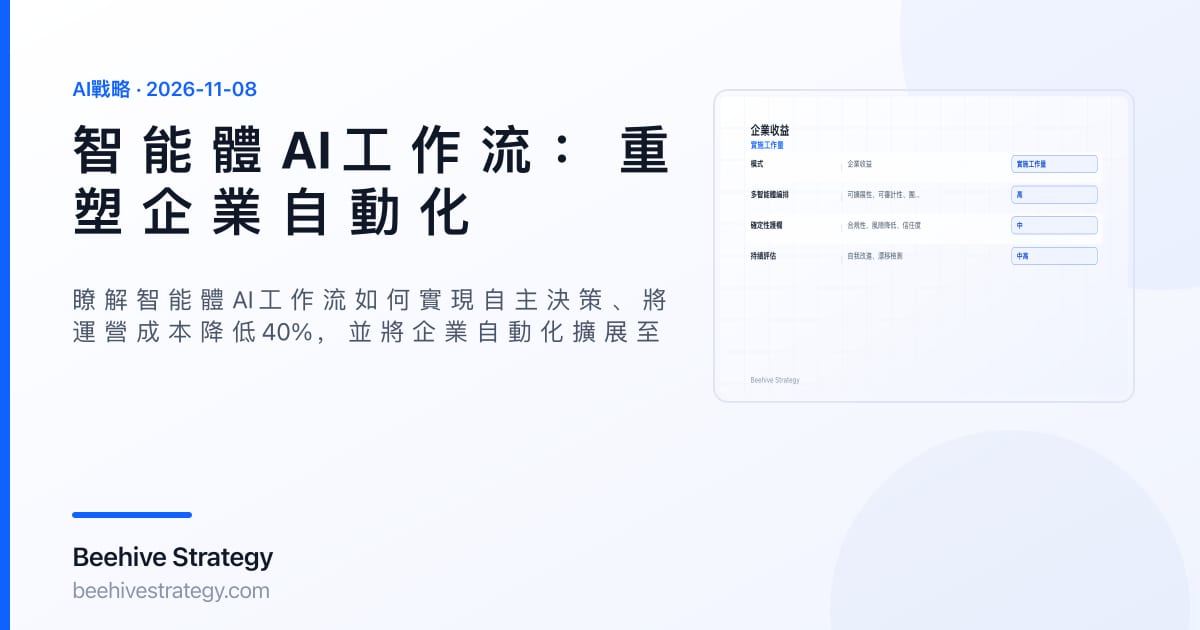 AI戰略 · 2026-11-08
智能體AI工作流：重
塑企業自動化
瞭解智能體AI工作流如何實現自主決策、將
運營成本降低40%，並將企業自動化擴展至
Beehive Strategy
beehivestrategy.com
企業收益
實施工作量
模式 企業收益 實施工作量
多智能體編排 可擴展性、可審計性、團... 高
確定性護欄 合規性、風險降低、信任度 中
持續評估 自我改進、漂移檢測 中高
Beehive Strategy